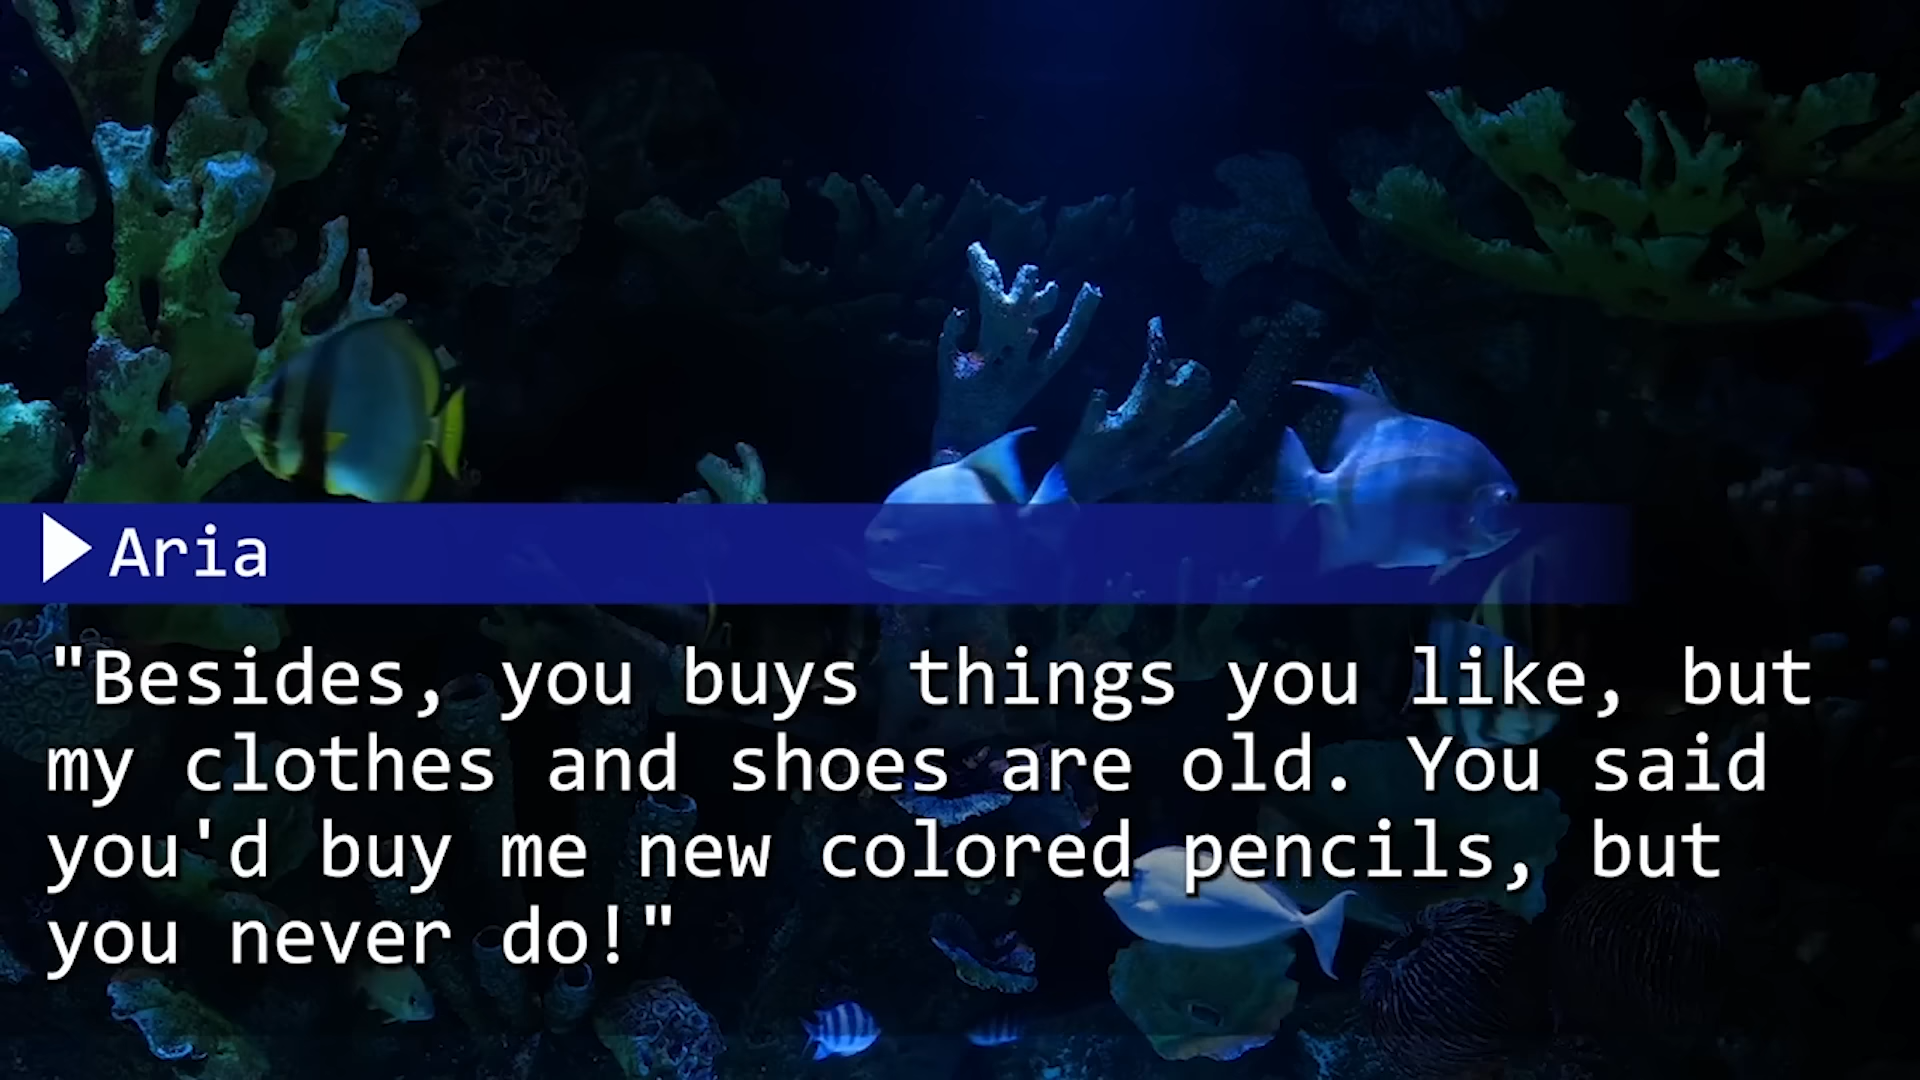 Aria
"Besides, you buys things you like, but
my clothes and shoes are old. You said
you'd buy me new colored pencils, but
you never do!"